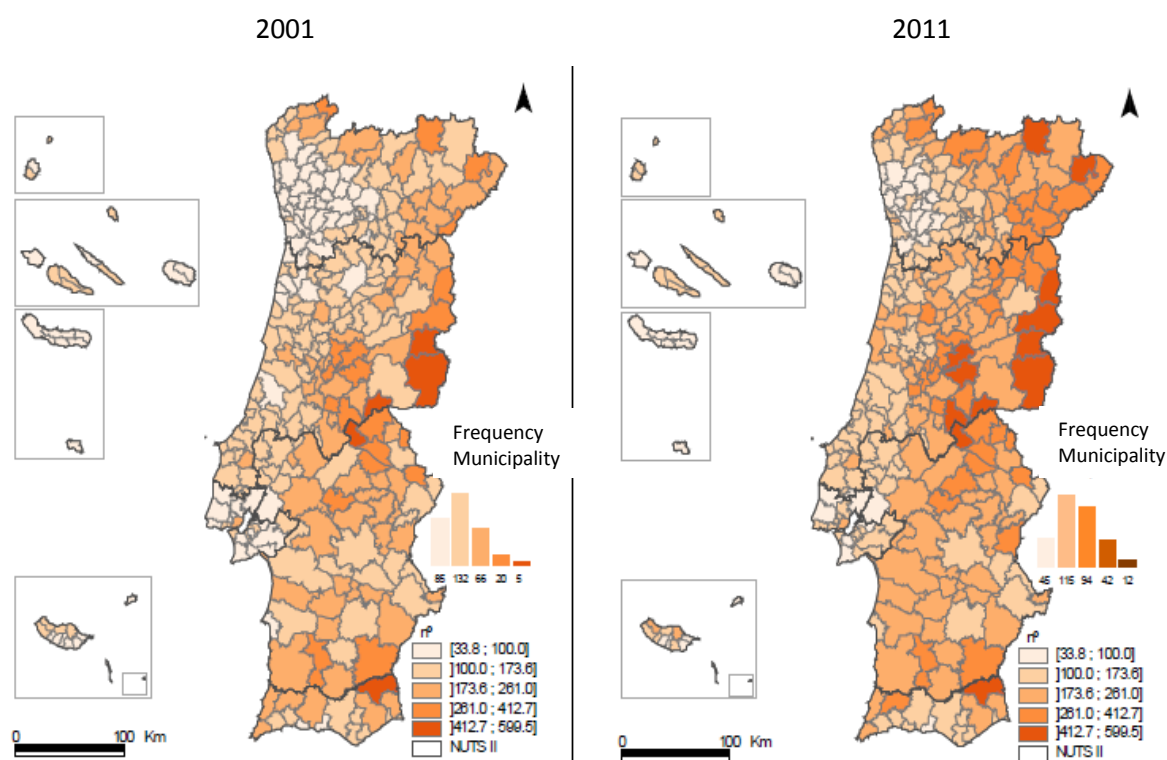 2001
2011
Frequency
Municipality
85 132 66 20 5
nº
[33.8 ; 100.0]
]100.0 ; 173.6]
]173.6 ; 261.0]
]261.0 ; 412.7]
]412.7 ; 599.5]
NUTS II
0 100 Km
Frequency
Municipality
45 115 94 42 12
nº
[33.8 ; 100.0]
]100.0 ; 173.6]
]173.6 ; 261.0]
]261.0 ; 412.7]
]412.7 ; 599.5]
NUTS II
0 100 Km